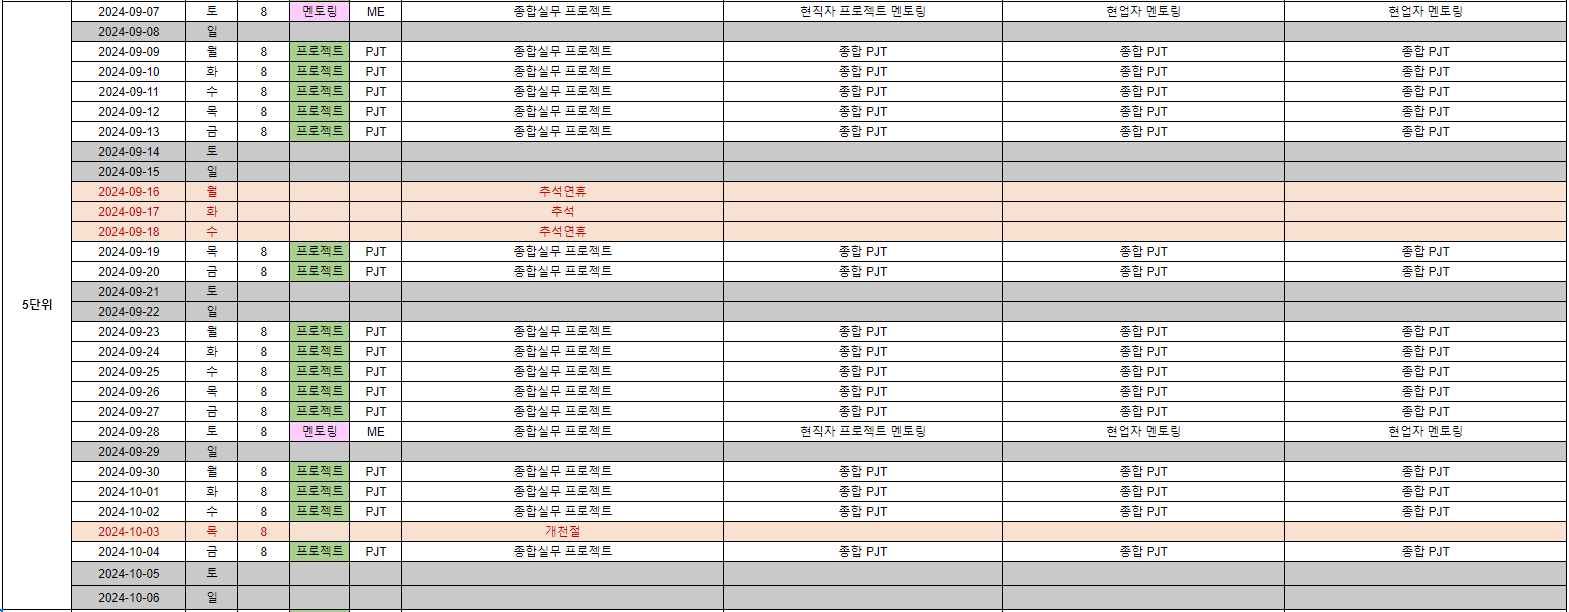 2024-09-07 토 8 멘토링 ME 종합실무 프로젝트 현직자 프로젝트 멘토링 현업자 멘토링 현업자 멘토링
2024-09-08 일
2024-09-09 월 8 프로젝트 PJT 종합실무 프로젝트 종합 PJT 종합 PJT 종합 PJT
2024-09-10 화 8 프로젝트 PJT 종합실무 프로젝트 종합 PJT 종합 PJT 종합 PJT
2024-09-11 수 8 프로젝트 PJT 종합실무 프로젝트 종합 PJT 종합 PJT 종합 PJT
2024-09-12 목 8 프로젝트 PJT 종합실무 프로젝트 종합 PJT 종합 PJT 종합 PJT
2024-09-13 금 8 프로젝트 PJT 종합실무 프로젝트 종합 PJT 종합 PJT 종합 PJT
2024-09-14 토
2024-09-15 일
2024-09-16 월 추석연휴
2024-09-17 화 추석
2024-09-18 수 추석연휴
2024-09-19 목 8 프로젝트 PJT 종합실무 프로젝트 종합 PJT 종합 PJT 종합 PJT
2024-09-20 금 8 프로젝트 PJT 종합실무 프로젝트 종합 PJT 종합 PJT 종합 PJT
2024-09-21 토
5단위
2024-09-22 일
2024-09-23 월 8 프로젝트 PJT 종합실무 프로젝트 종합 PJT 종합 PJT 종합 PJT
2024-09-24 화 8 프로젝트 PJT 종합실무 프로젝트 종합 PJT 종합 PJT 종합 PJT
2024-09-25 수 8 프로젝트 PJT 종합실무 프로젝트 종합 PJT 종합 PJT 종합 PJT
2024-09-26 목 8 프로젝트 PJT 종합실무 프로젝트 종합 PJT 종합 PJT 종합 PJT
2024-09-27 금 8 프로젝트 PJT 종합실무 프로젝트 종합 PJT 종합 PJT 종합 PJT
2024-09-28 토 8 멘토링 ME 종합실무 프로젝트 현직자 프로젝트 멘토링 현업자 멘토링 현업자 멘토링
2024-09-29 일
2024-09-30 월 8 프로젝트 PJT 종합실무 프로젝트 종합 PJT 종합 PJT 종합 PJT
2024-10-01 화 8 프로젝트 PJT 종합실무 프로젝트 종합 PJT 종합 PJT 종합 PJT
2024-10-02 수 8 프로젝트 PJT 종합실무 프로젝트 종합 PJT 종합 PJT 종합 PJT
2024-10-03 목 8 개천절
2024-10-04 금 8 프로젝트 PJT 종합실무 프로젝트 종합 PJT 종합 PJT 종합 PJT
2024-10-05 토
2024-10-06 일